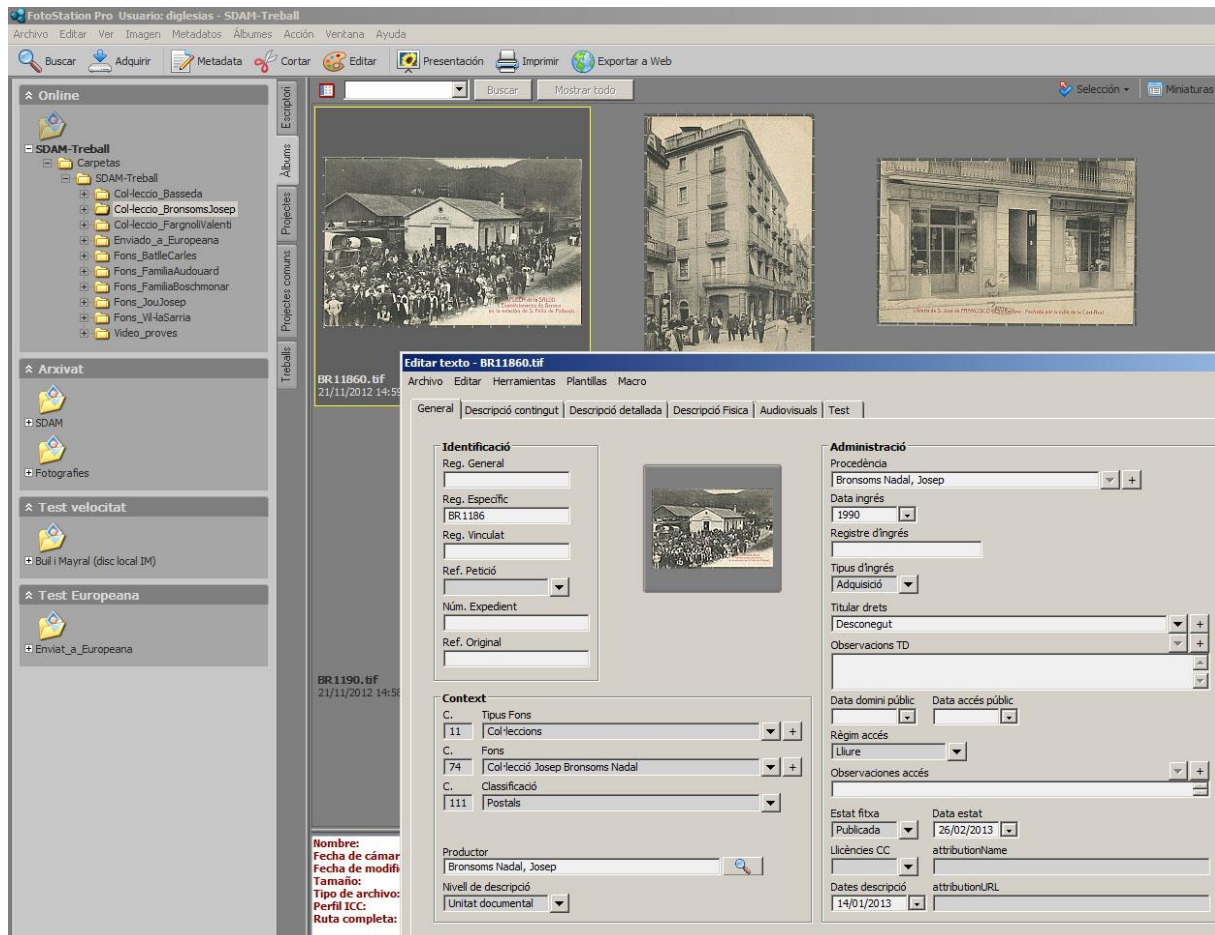 FotoStation Pro Usuario: diglesias - SDAM-Treball
Archivo Editar Ver Imagen Metadatos Álbumes Acción Ventana Ayuda
Buscar Adquirir Metadata Cortar Editar Presentación Imprimir Exportar a Web
Online
SDAM-Treball
Carpetas
SDAM-Treball
Col·leccio_Basseda
Col·leccio_BronsomsJosep
Col·leccio_FargnoliValenti
Enviado_a_Europeana
Fons_BatlleCarles
Fons_FamiliaAudouard
Fons_FamiliaBoschmonar
Fons_JouJosep
Fons_Vil·laSarria
Video_proves
Arxivat
SDAM
Fotografies
Test velocitat
Buil i Mayral (disc local IM)
Test Europeana
Enviat_a_Europeana
Escriptori
Àlbums
Projectes
Projectes comuns
Treballs
Buscar Mostrar todo Selección Miniaturas
BR11860.tif
21/11/2012 14:59
BR1190.tif
21/11/2012 14:58
Nombre:
Fecha de cámar
Fecha de modifi
Tamaño:
Tipo de archivo:
Perfil ICC:
Ruta completa:
Editar texto - BR11860.tif
Archivo Editar Herramientas Plantillas Macro
General Descripció contingut Descripció detallada Descripció Fisica Audiovisuals Test
Identificació
Reg. General
Reg. Específic
BR1186
Reg. Vinculat
Ref. Petició
Núm. Expedient
Ref. Original
Context
C. Tipus Fons
11 Col·leccions
C. Fons
74 Col·lecció Josep Bronsoms Nadal
C. Classificació
111 Postals
Productor
Bronsoms Nadal, Josep
Nivell de descripció
Unitat documental
Administració
Procedència
Bronsoms Nadal, Josep
Data ingrés
1990
Registre d'ingrés
Tipus d'ingrés
Adquisició
Titular drets
Desconegut
Observacions TD
Data domini públic Data accés públic
Règim accés
Lliure
Observaciones accés
Estat fitxa Data estat
Publicada 26/02/2013
Llicències CC attributionName
Dates descripció attributionURL
14/01/2013